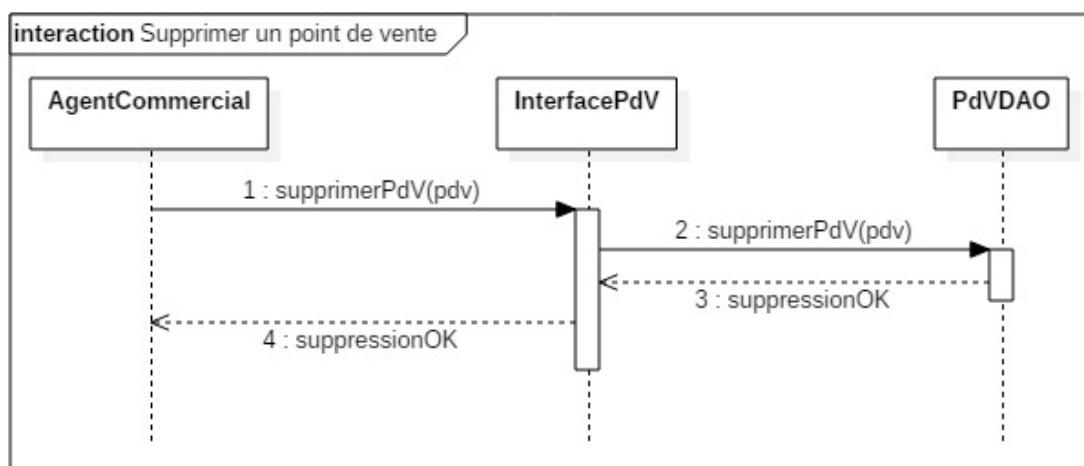 interaction Supprimer un point de vente
AgentCommercial
InterfacePdV
PdVDAO
1 : supprimerPdV(pdv)
2 : supprimerPdV(pdv)
3 : suppressionOK
4 : suppressionOK